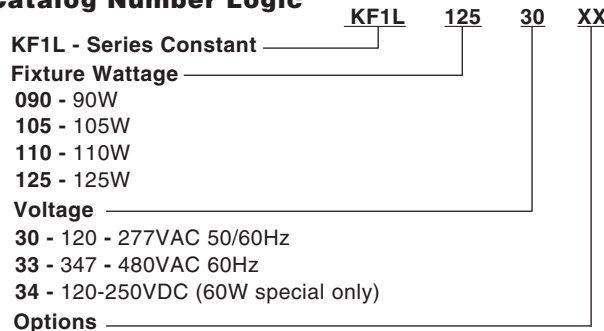 Catalog Number Logic
KF1L 125 30 XX
KF1L - Series Constant
Fixture Wattage
090 - 90W
105 - 105W
110 - 110W
125 - 125W
Voltage
30 - 120 - 277VAC 50/60Hz
33 - 347 - 480VAC 60Hz
34 - 120-250VDC (60W special only)
Options